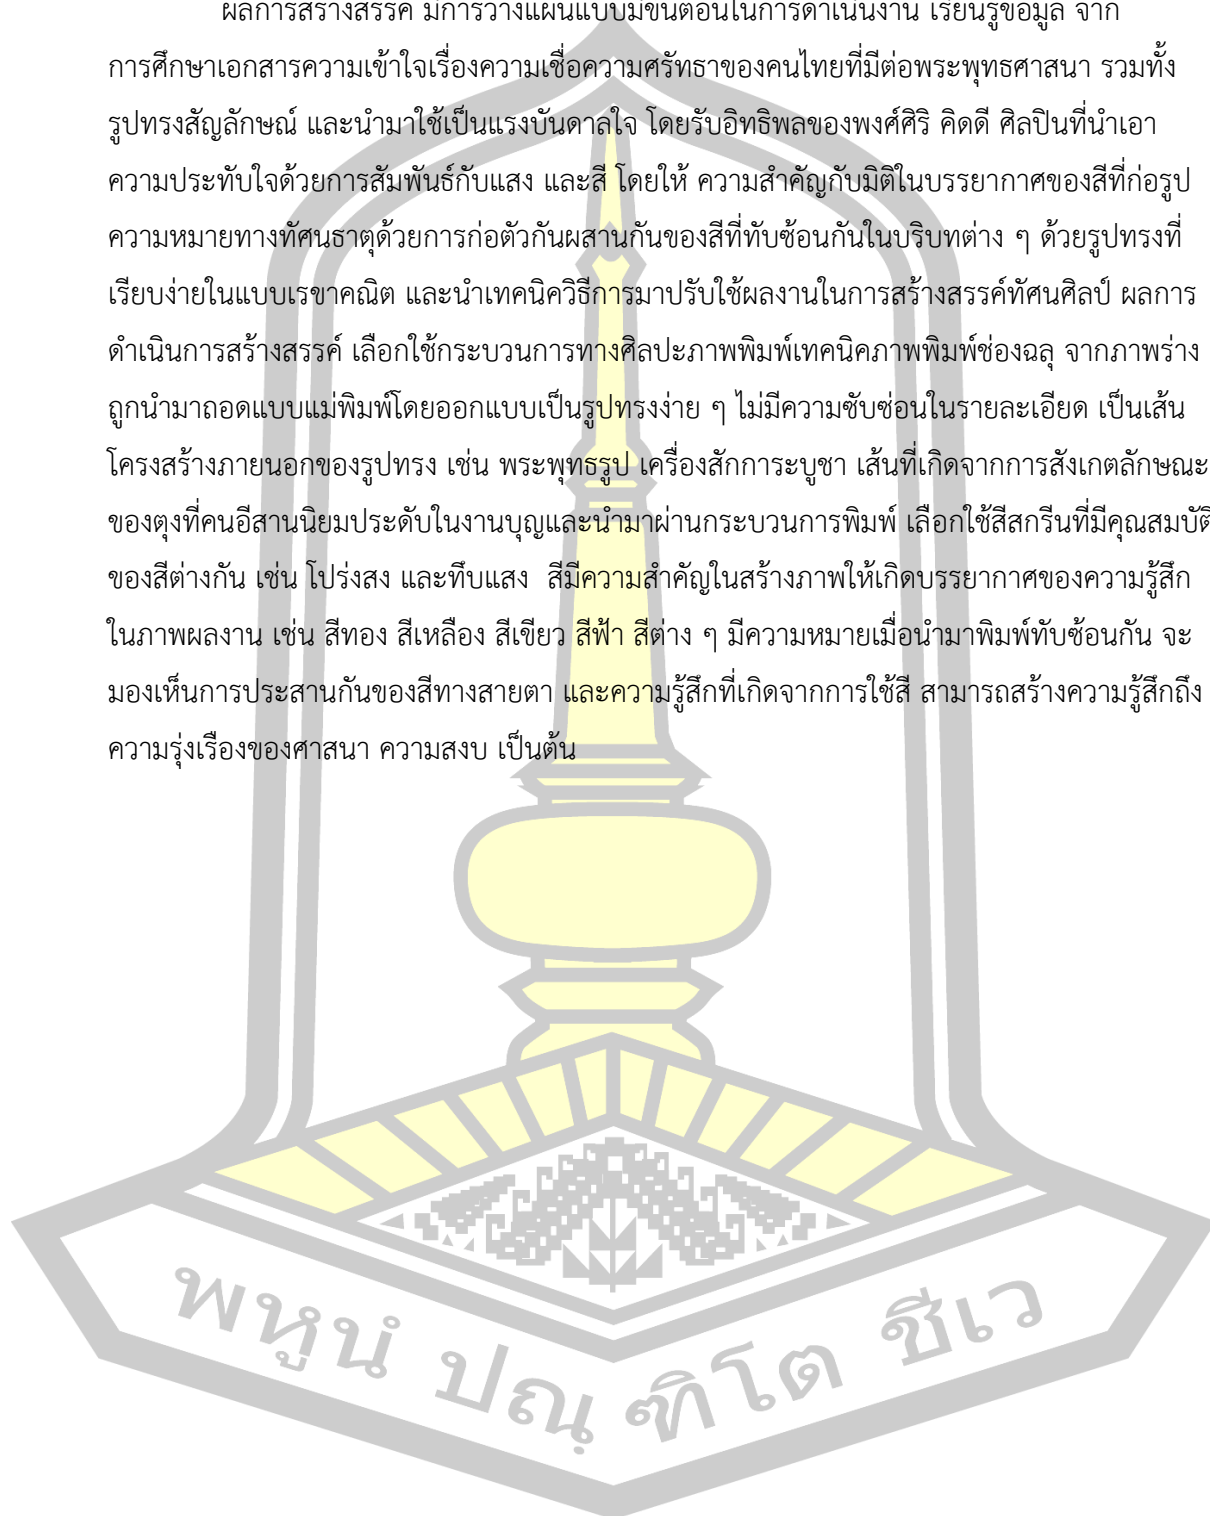 ผลการสร้างสรรค์ มีการวางแผนแบบมีขั้นตอนในการดำเนินงาน เรียนรู้ข้อมูล จาก
การศึกษาเอกสารความเข้าใจเรื่องความเชื่อความศรัทธาของคนไทยที่มีต่อพระพุทธศาสนา รวมทั้ง
รูปทรงสัญลักษณ์ และนำมาใช้เป็นแรงบันดาลใจ โดยรับอิทธิพลของพงศ์ศิริ คิดดี ศิลปินที่นำเอา
ความประทับใจด้วยการสัมพันธ์กับแสง และสี โดยให้ ความสำคัญกับมิติในบรรยากาศของสีที่ก่อรูป
ความหมายทางทัศนธาตุด้วยการก่อตัวกันผสานกันของสีที่ทับซ้อนกันในบริบทต่าง ๆ ด้วยรูปทรงที่
เรียบง่ายในแบบเรขาคณิต และนำเทคนิควิธีการมาปรับใช้ผลงานในการสร้างสรรค์ทัศนศิลป์ ผลการ
ดำเนินการสร้างสรรค์ เลือกใช้กระบวนการทางศิลปะภาพพิมพ์เทคนิคภาพพิมพ์ช่องฉลุ จากภาพร่าง
ถูกนำมาถอดแบบแม่พิมพ์โดยออกแบบเป็นรูปทรงง่าย ๆ ไม่มีความซับซ่อนในรายละเอียด เป็นเส้น
โครงสร้างภายนอกของรูปทรง เช่น พระพุทธรูป เครื่องสักการะบูชา เส้นที่เกิดจากการสังเกตลักษณะ
ของตุงที่คนอีสานนิยมประดับในงานบุญและนำมาผ่านกระบวนการพิมพ์ เลือกใช้สีสกรีนที่มีคุณสมบัติ
ของสีต่างกัน เช่น โปร่งสง และทึบแสง สีมีความสำคัญในสร้างภาพให้เกิดบรรยากาศของความรู้สึก
ในภาพผลงาน เช่น สีทอง สีเหลือง สีเขียว สีฟ้า สีต่าง ๆ มีความหมายเมื่อนำมาพิมพ์ทับซ้อนกัน จะ
มองเห็นการประสานกันของสีทางสายตา และความรู้สึกที่เกิดจากการใช้สี สามารถสร้างความรู้สึกถึง
ความรุ่งเรืองของศาสนา ความสงบ เป็นต้น
พหูนํ ปณฺฑิโต ชีเว